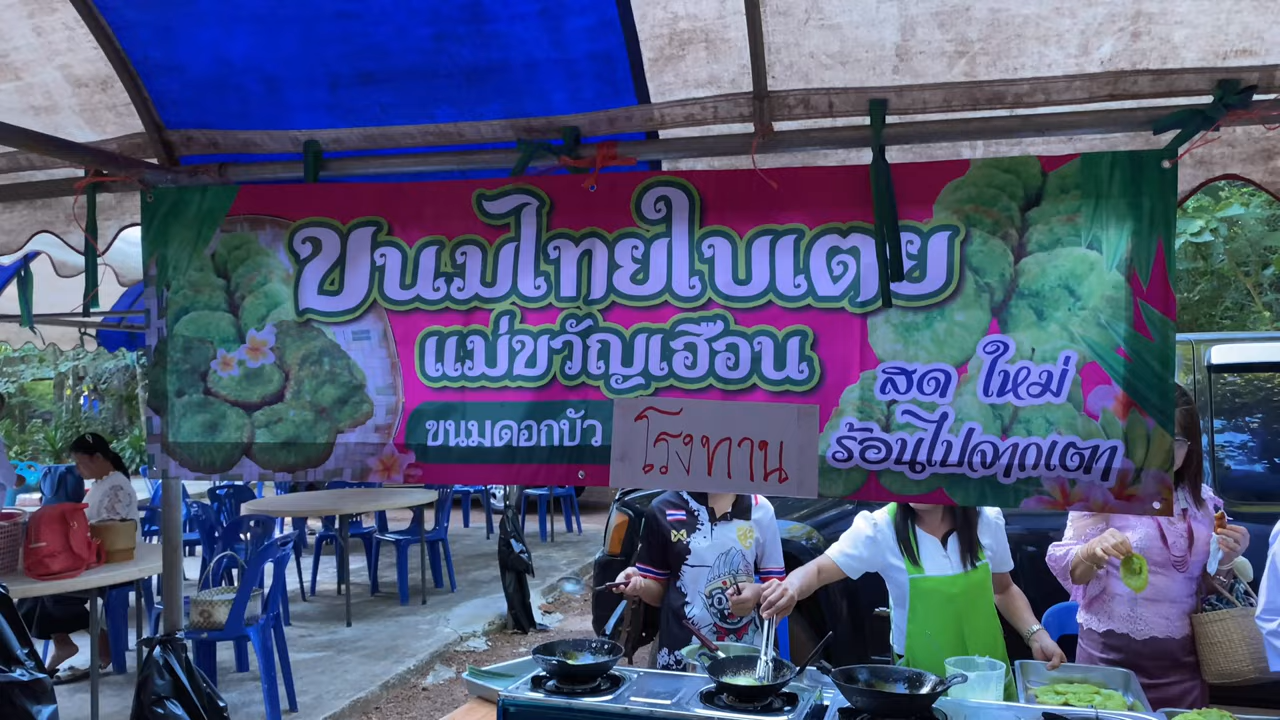 ขนมไทยใบเตย
แม่ขวัญเฮือน
ขนมดอกบัว
โรงทาน
สด ใหม่
ร้อนไปจากเตา